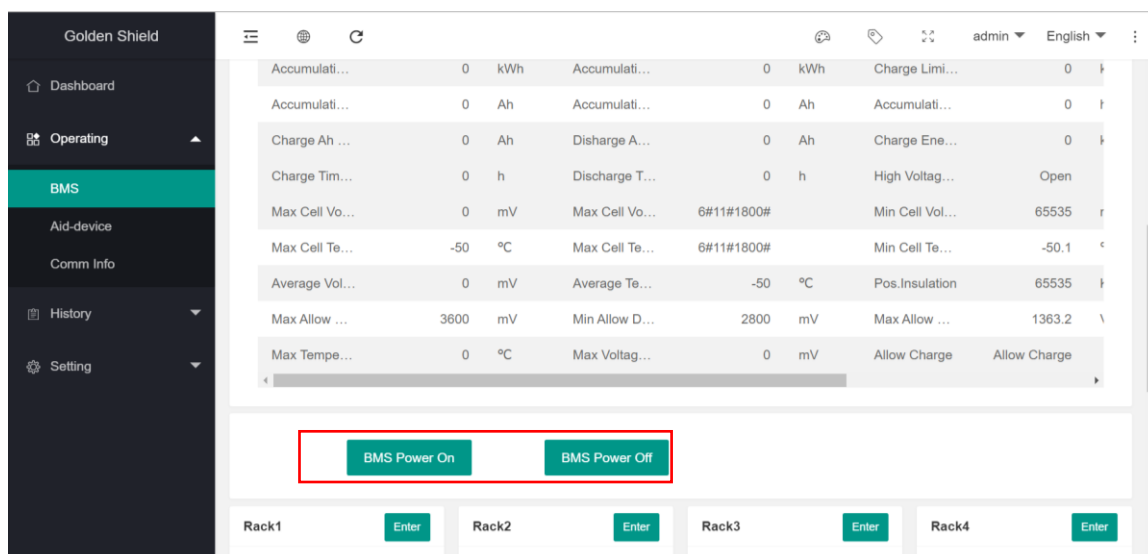 Golden Shield
admin English
Dashboard
Operating
BMS
Aid-device
Comm Info
History
Setting
Accumulati... 0 kWh Accumulati... 0 kWh Charge Limi... 0
Accumulati... 0 Ah Accumulati... 0 Ah Accumulati... 0
Charge Ah ... 0 Ah Disharge A... 0 Ah Charge Ene... 0
Charge Tim... 0 h Discharge T... 0 h High Voltag... Open
Max Cell Vo... 0 mV Max Cell Vo... 6#11#1800# Min Cell Vol... 65535
Max Cell Te... -50 ℃ Max Cell Te... 6#11#1800# Min Cell Te... -50.1
Average Vol... 0 mV Average Te... -50 ℃ Pos.Insulation 65535
Max Allow ... 3600 mV Min Allow D... 2800 mV Max Allow ... 1363.2
Max Tempe... 0 ℃ Max Voltag... 0 mV Allow Charge Allow Charge
BMS Power On BMS Power Off
Rack1 Enter Rack2 Enter Rack3 Enter Rack4 Enter